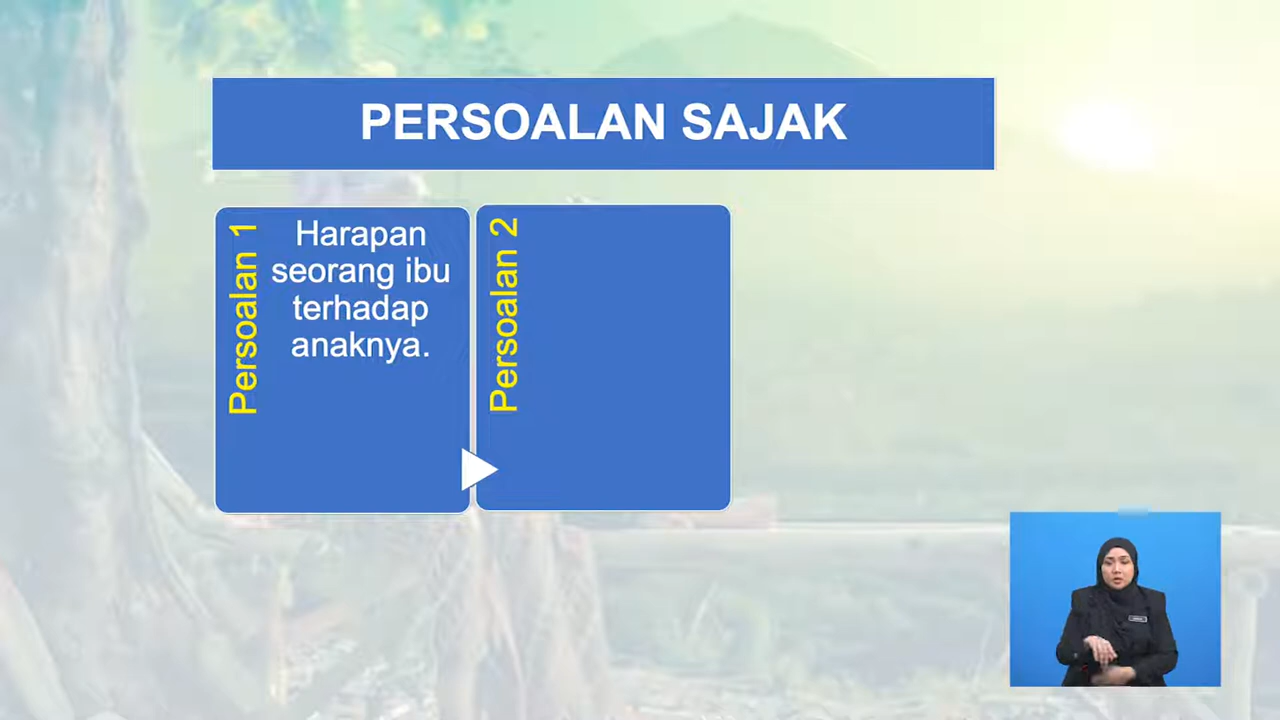 PERSOALAN SAJAK
Persoalan 1
Harapan
seorang ibu
terhadap
anaknya.
Persoalan 2